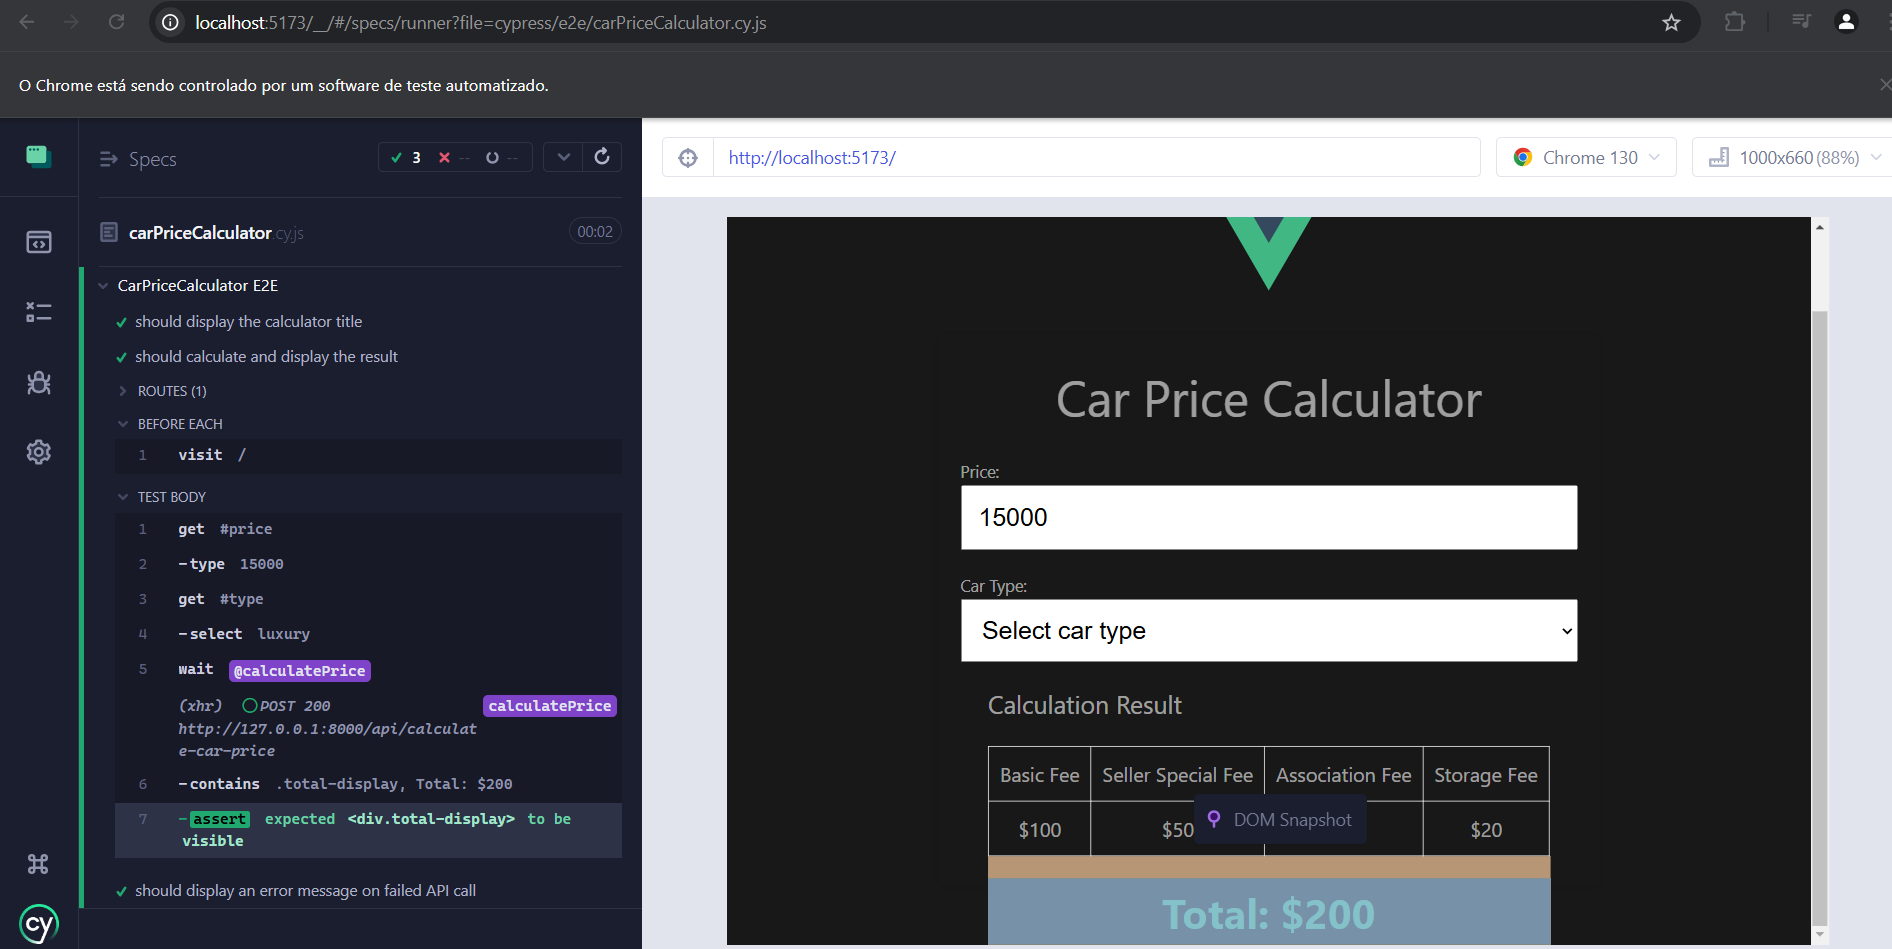 localhost:5173/__/#/specs/runner?file=cypress/e2e/carPriceCalculator.cy.js
O Chrome está sendo controlado por um software de teste automatizado.
Specs
3 -- --
carPriceCalculator.cy.js 00:02
CarPriceCalculator E2E
should display the calculator title
should calculate and display the result
ROUTES (1)
BEFORE EACH
1 visit /
TEST BODY
1 get #price
2 -type 15000
3 get #type
4 -select luxury
5 wait @calculatePrice
(xhr) POST 200 calculatePrice
http://127.0.0.1:8000/api/calculat
e-car-price
6 -contains .total-display, Total: $200
7 -assert expected <div.total-display> to be
visible
should display an error message on failed API call
cy
http://localhost:5173/
Chrome 130
1000x660 (88%)
Car Price Calculator
Price:
15000
Car Type:
Select car type
Calculation Result
Basic Fee Seller Special Fee Association Fee Storage Fee
$100 $50 $20
DOM Snapshot
Total: $200